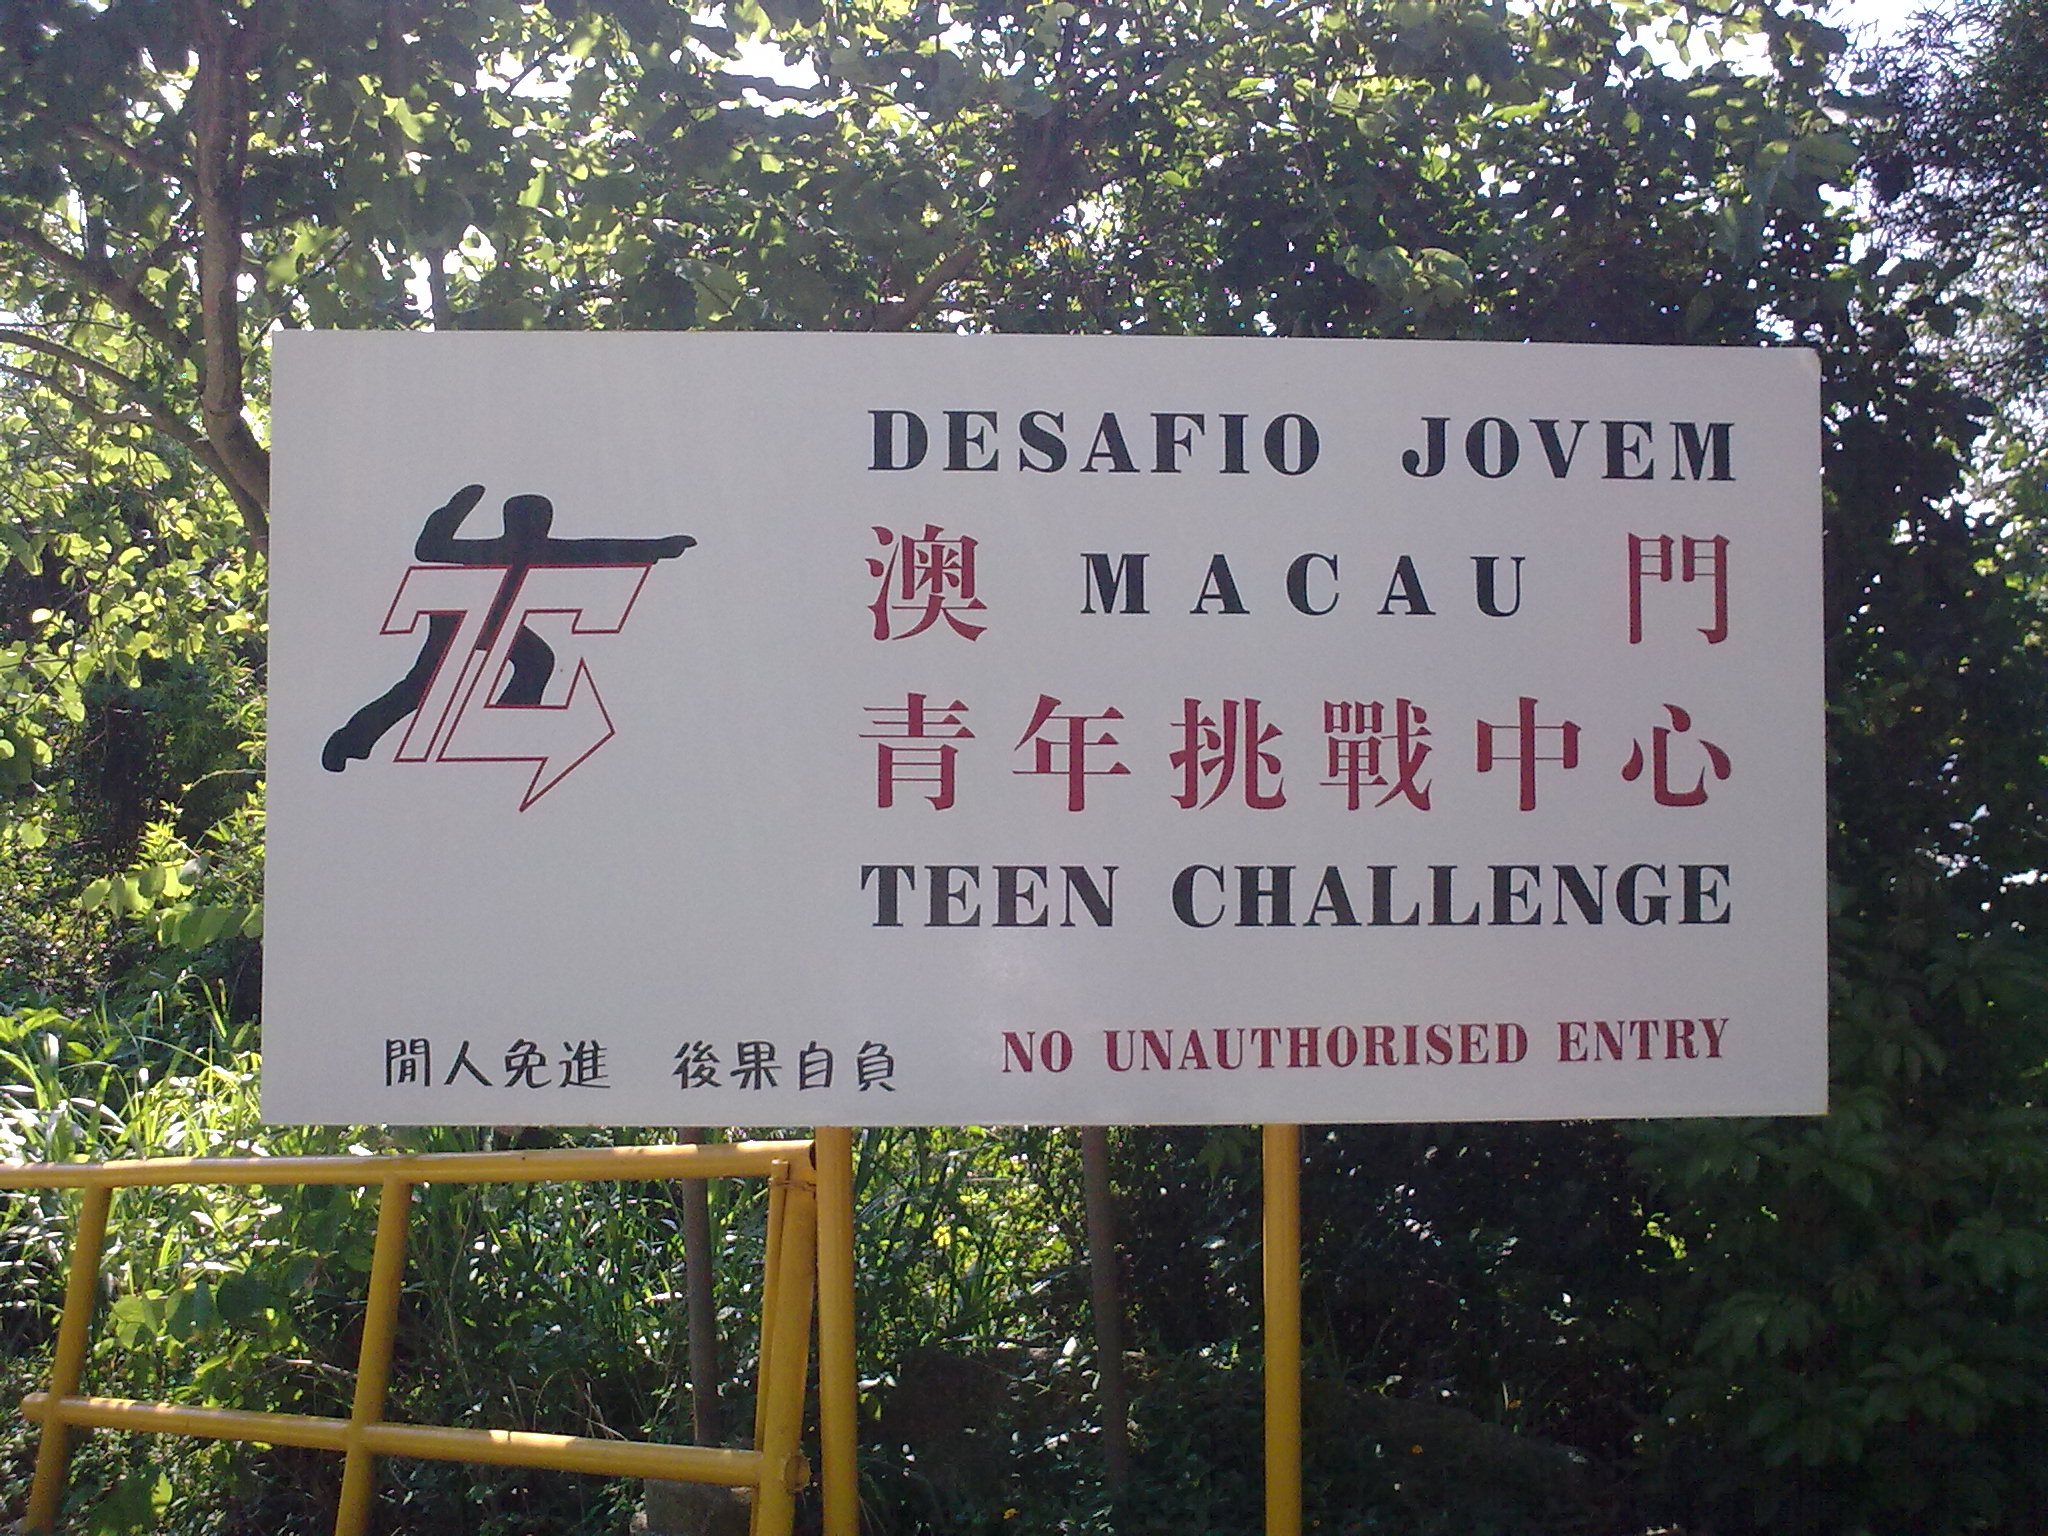 DESAFIO JOVEM
澳 MACAU 門
青年挑戰中心
TEEN CHALLENGE
閒人免進 後果自負 NO UNAUTHORISED ENTRY
TC